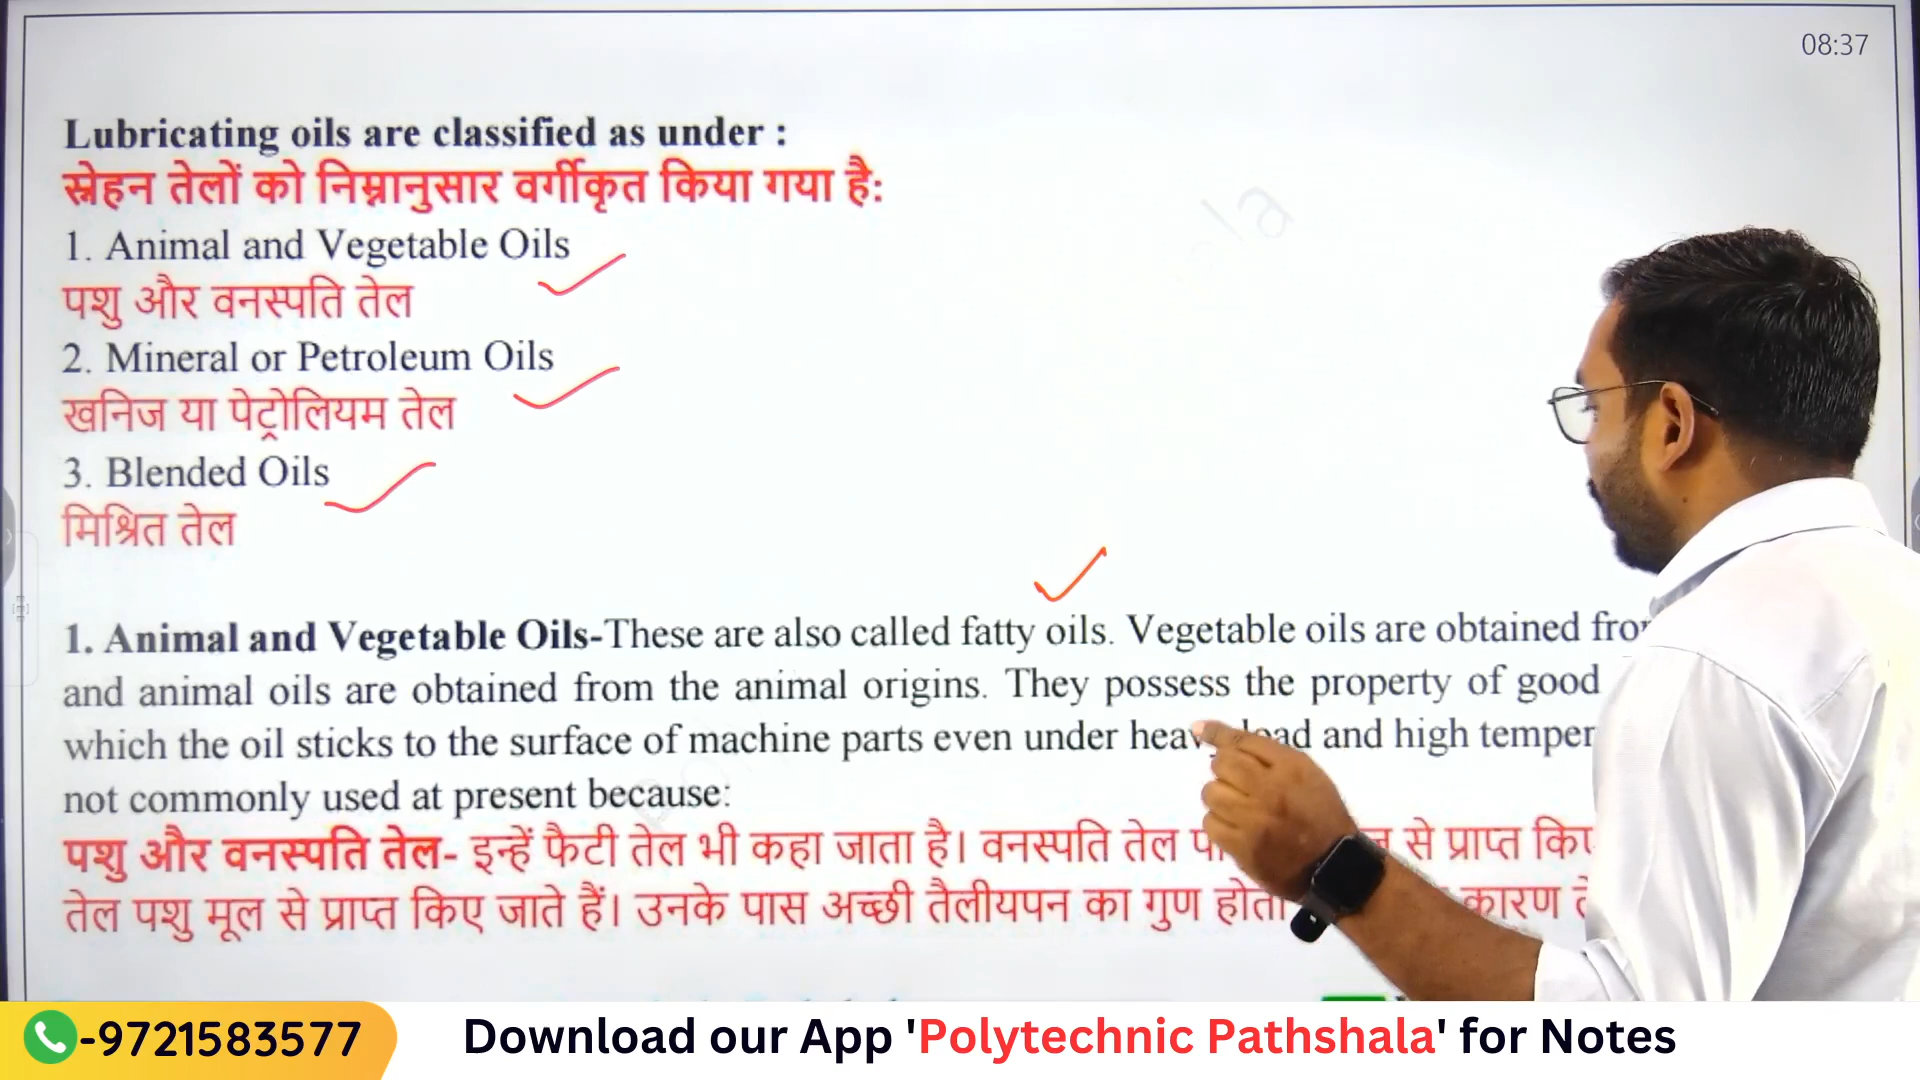 08:37
Lubricating oils are classified as under :
स्नेहन तेलों को निम्नानुसार वर्गीकृत किया गया है:
1. Animal and Vegetable Oils
पशु और वनस्पति तेल
2. Mineral or Petroleum Oils
खनिज या पेट्रोलियम तेल
3. Blended Oils
मिश्रित तेल
1. Animal and Vegetable Oils-These are also called fatty oils. Vegetable oils are obtained
and animal oils are obtained from the animal origins. They possess the property of good
which the oil sticks to the surface of machine parts even under load and high
not commonly used at present because:
पशु और वनस्पति तेल- इन्हें फैटी तेल भी कहा जाता है। वनस्पति तेल से प्राप्त
तेल पशु मूल से प्राप्त किए जाते हैं। उनके पास अच्छी तैलीयपन का गुण कारण
-9721583577
Download our App 'Polytechnic Pathshala' for Notes